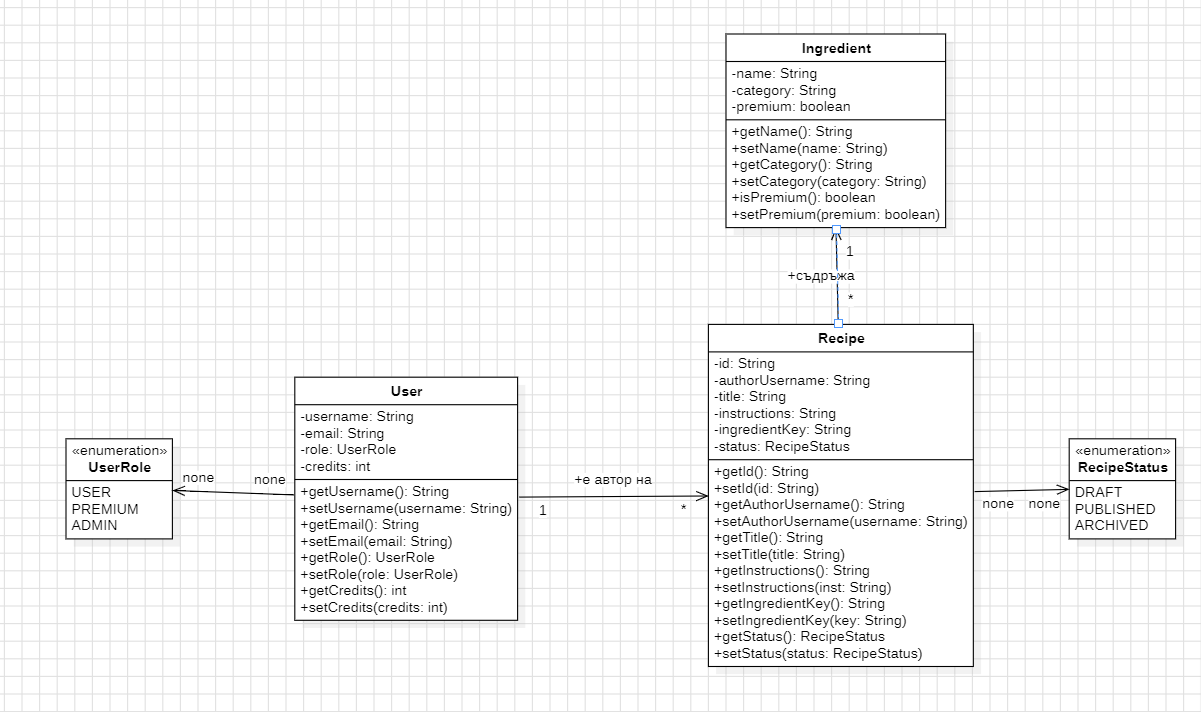 Ingredient
-name: String
-category: String
-premium: boolean
+getName(): String
+setName(name: String)
+getCategory(): String
+setCategory(category: String)
+isPremium(): boolean
+setPremium(premium: boolean)
1
+съдръжа
*
Recipe
-id: String
-authorUsername: String
-title: String
-instructions: String
-ingredientKey: String
-status: RecipeStatus
+getId(): String
+setId(id: String)
+getAuthorUsername(): String
+setAuthorUsername(username: String)
+getTitle(): String
+setTitle(title: String)
+getInstructions(): String
+setInstructions(inst: String)
+getIngredientKey(): String
+setIngredientKey(key: String)
+getStatus(): RecipeStatus
+setStatus(status: RecipeStatus)
User
-username: String
-email: String
-role: UserRole
-credits: int
+getUsername(): String
+setUsername(username: String)
+getEmail(): String
+setEmail(email: String)
+getRole(): UserRole
+setRole(role: UserRole)
+getCredits(): int
+setCredits(credits: int)
«enumeration»
UserRole
USER
PREMIUM
ADMIN
none
none
+е автор на
1
*
none
none
«enumeration»
RecipeStatus
DRAFT
PUBLISHED
ARCHIVED